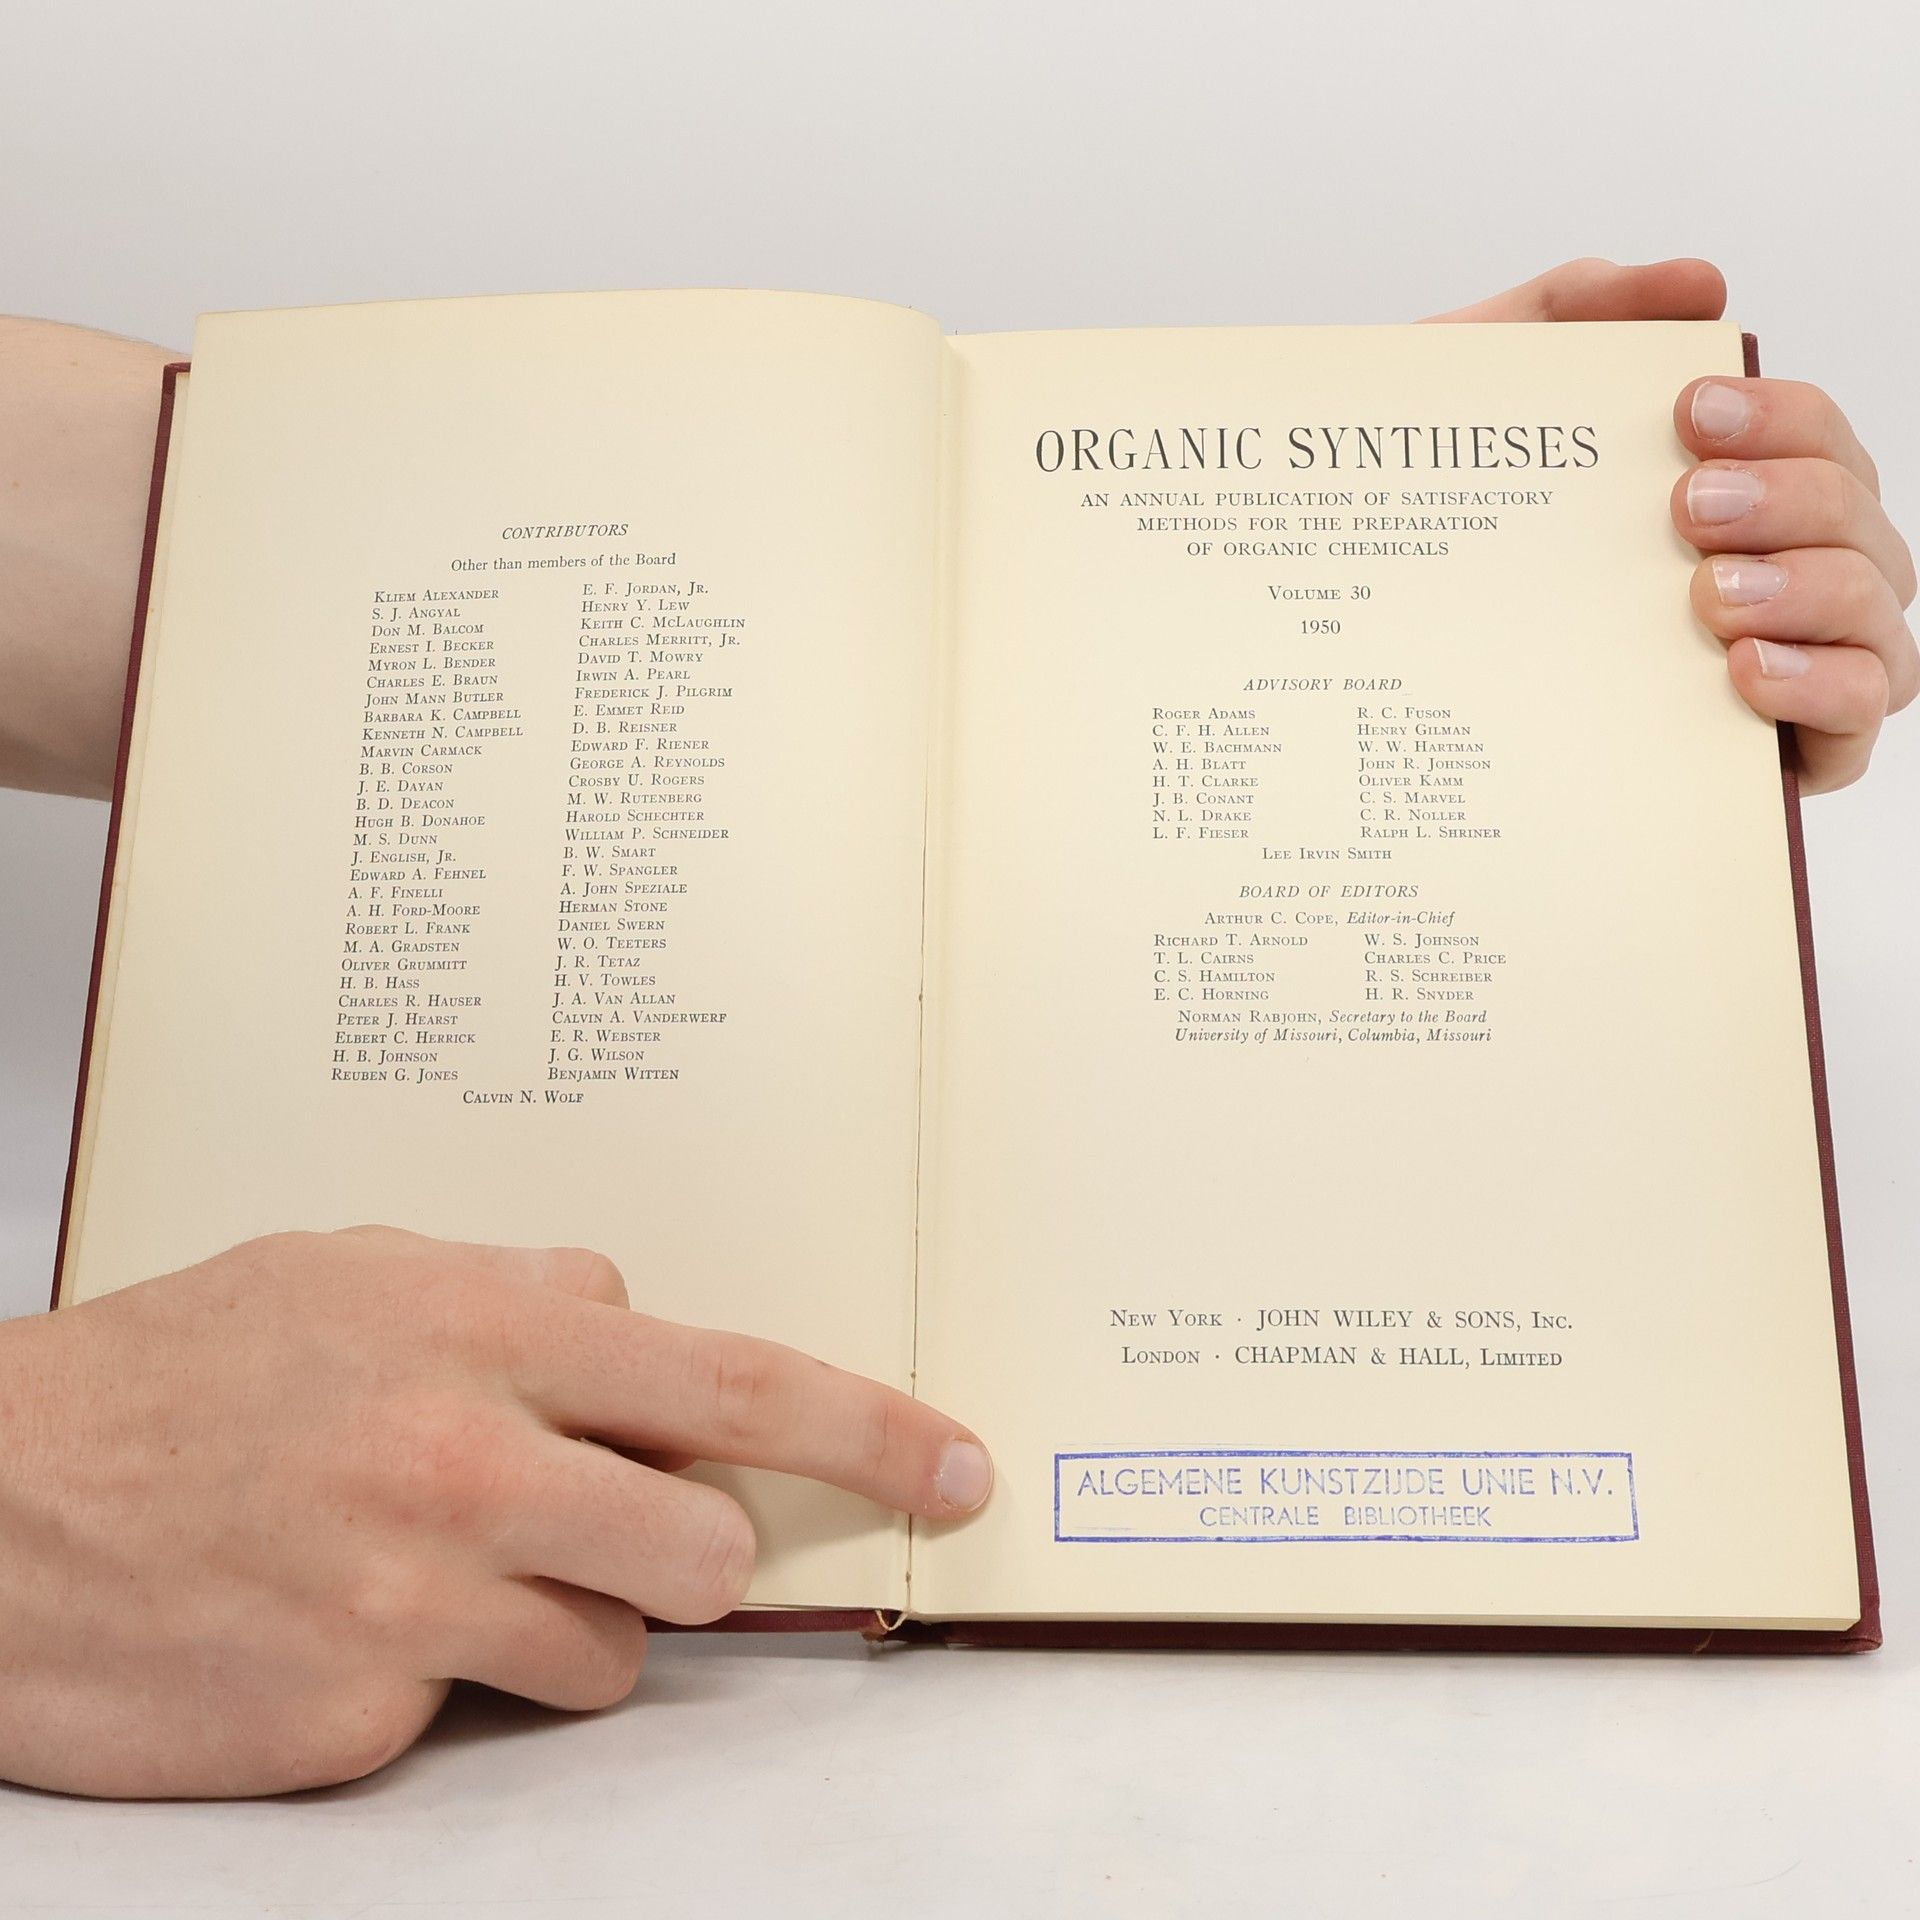 CONTRIBUTORS
Other than members of the Board
Kliem Alexander
S. J. Angyal
Don M. Balcom
Ernest I. Becker
Myron L. Bender
Charles E. Braun
John Mann Butler
Barbara K. Campbell
Kenneth N. Campbell
Marvin Carmack
B. B. Corson
J. E. Dayan
B. D. Deacon
Hugh B. Donahoe
M. S. Dunn
J. English, Jr.
Edward A. Fehnel
A. F. Finelli
A. H. Ford-Moore
Robert L. Frank
M. A. Gradsten
Oliver Grummitt
H. B. Hass
Charles R. Hauser
Peter J. Hearst
Elbert C. Herrick
H. B. Johnson
Reuben G. Jones
E. F. Jordan, Jr.
Henry Y. Lew
Keith C. McLaughlin
Charles Merritt, Jr.
David T. Mowry
Irwin A. Pearl
Frederick J. Pilgrim
E. Emmet Reid
D. B. Reisner
Edward F. Riener
George A. Reynolds
Crosby U. Rogers
M. W. Rutenberg
Harold Schechter
William P. Schneider
B. W. Smart
F. W. Spangler
A. John Speziale
Herman Stone
Daniel Swern
W. O. Teeters
J. R. Tetaz
H. V. Towles
J. A. Van Allan
Calvin A. Vanderwerf
E. R. Webster
J. G. Wilson
Benjamin Witten
Calvin N. Wolf
ORGANIC SYNTHESES
AN ANNUAL PUBLICATION OF SATISFACTORY
METHODS FOR THE PREPARATION
OF ORGANIC CHEMICALS
Volume 30
1950
ADVISORY BOARD
Roger Adams
C. F. H. Allen
W. E. Bachmann
A. H. Blatt
H. T. Clarke
J. B. Conant
N. L. Drake
L. F. Fieser
R. C. Fuson
Henry Gilman
W. W. Hartman
John R. Johnson
Oliver Kamm
C. S. Marvel
C. R. Noller
Ralph L. Shriner
Lee Irvin Smith
BOARD OF EDITORS
Arthur C. Cope, Editor-in-Chief
Richard T. Arnold
T. L. Cairns
C. S. Hamilton
E. C. Horning
W. S. Johnson
Charles C. Price
R. S. Schreiber
H. R. Snyder
Norman Rabjohn, Secretary to the Board
University of Missouri, Columbia, Missouri
New York · JOHN WILEY & SONS, Inc.
London · CHAPMAN & HALL, Limited
ALGEMENE KUNSTZIJDE UNIE N.V.
CENTRALE BIBLIOTHEEK